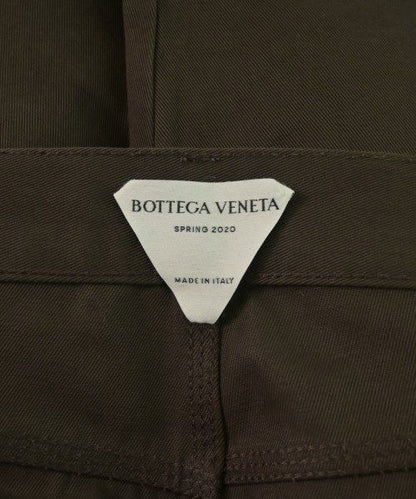 BOTTEGA VENETA
SPRING 2020
MADE IN ITALY